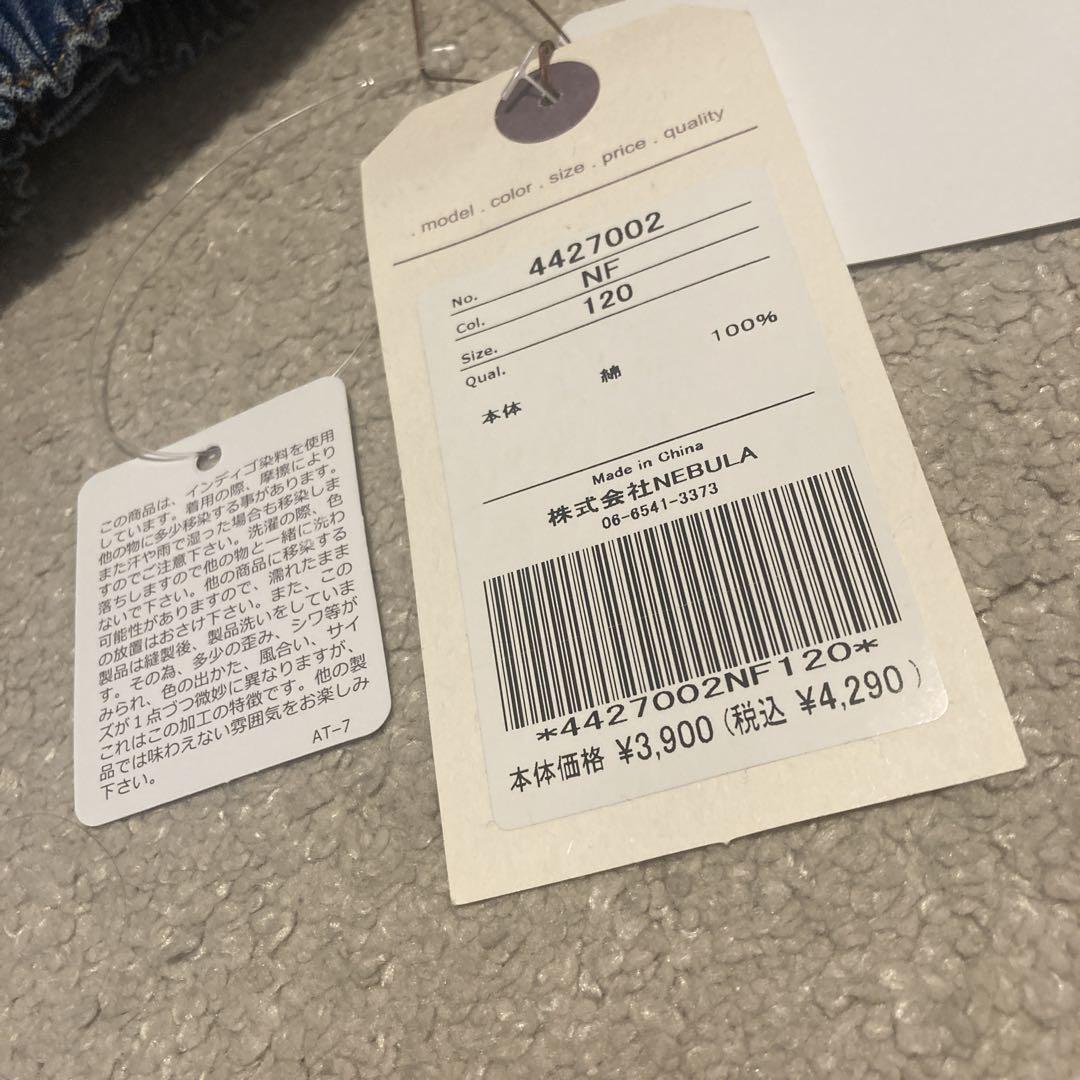 この商品は、インディゴ染料を使用
しています。着用の際、摩擦により
他の物に多少移染する事があります。
また汗や雨で湿った場合も移染しま
すのでご注意下さい。洗濯の際、色
落ちしますので他の物と一緒に洗わ
ないで下さい。他の商品に移染する
可能性がありますので、濡れたまま
の放置はおさけ下さい。また、この
製品は縫製後、製品洗いをしていま
す。その為、多少の歪み、シワ等が
みられ、色の出かた、風合い、サイ
ズが1点づつ微妙に異なりますが、
これはこの加工の特徴です。他の製
品では味わえない雰囲気をお楽しみ
下さい。
AT-7
. model . color . size . price . quality
No. 4427002
Col. NF
Size. 120
Qual.
本体 綿 100%
Made in China
株式会社NEBULA
06-6541-3373
*4427002NF120*
本体価格 ¥3,900 (税込 ¥4,290 )